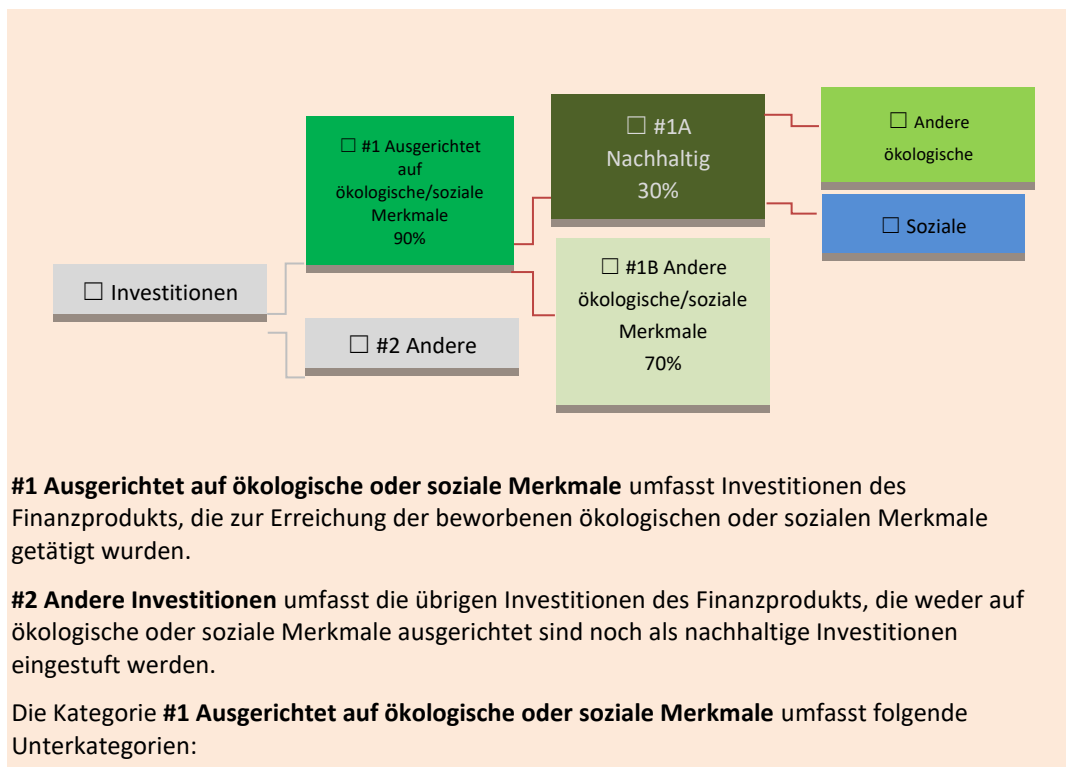 ☐ Investitionen
☐ #1 Ausgerichtet
auf
ökologische/soziale
Merkmale
90%
☐ #2 Andere
☐ #1A
Nachhaltig
30%
☐ #1B Andere
ökologische/soziale
Merkmale
70%
☐ Andere
ökologische
☐ Soziale
#1 Ausgerichtet auf ökologische oder soziale Merkmale umfasst Investitionen des
Finanzprodukts, die zur Erreichung der beworbenen ökologischen oder sozialen Merkmale
getätigt wurden.
#2 Andere Investitionen umfasst die übrigen Investitionen des Finanzprodukts, die weder auf
ökologische oder soziale Merkmale ausgerichtet sind noch als nachhaltige Investitionen
eingestuft werden.
Die Kategorie #1 Ausgerichtet auf ökologische oder soziale Merkmale umfasst folgende
Unterkategorien: